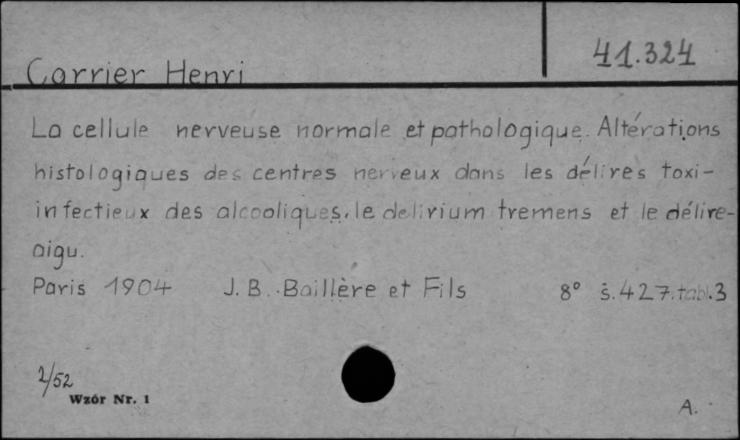 41.324
Carrier Henri
La cellule nerveuse normale et pathologique. Altérations
histologiques des centres nerveux dans les délires toxi-
infectieux des alcooliques, le delirium tremens et le délire-
aigu.
Paris 1904 J. B. Baillère et Fils 8° s. 427. tabl. 3
2/52
Wzór Nr. 1
A.